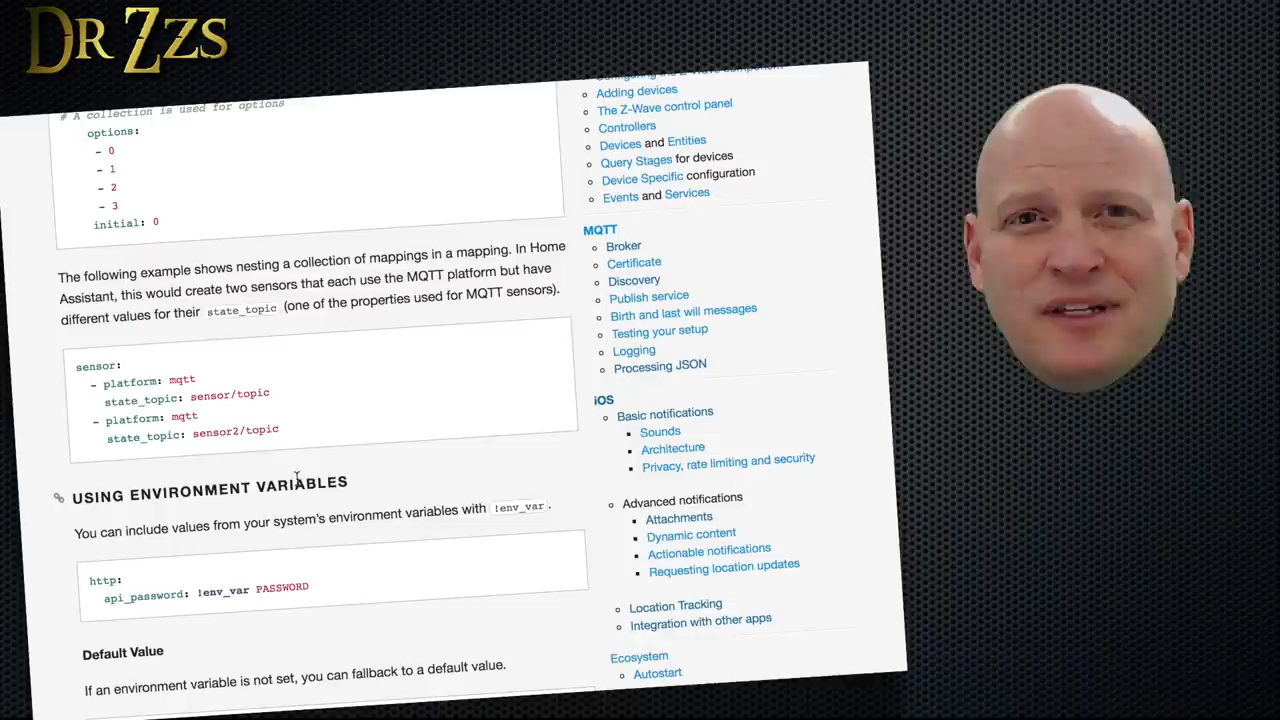 DR ZZS
# A collection is used for options
options:
- 0
- 1
- 2
- 3
initial: 0
The following example shows nesting a collection of mappings in a mapping. In Home
Assistant, this would create two sensors that each use the MQTT platform but have
different values for their state_topic (one of the properties used for MQTT sensors).
sensor:
- platform: mqtt
state_topic: sensor/topic
- platform: mqtt
state_topic: sensor2/topic
USING ENVIRONMENT VARIABLES
You can include values from your system's environment variables with !env_var.
http:
api_password: !env_var PASSWORD
Default Value
If an environment variable is not set, you can fallback to a default value.
Adding devices
The Z-Wave control panel
Controllers
Devices and Entities
Query Stages for devices
Device Specific configuration
Events and Services
MQTT
Broker
Certificate
Discovery
Publish service
Birth and last will messages
Testing your setup
Logging
Processing JSON
iOS
Basic notifications
Sounds
Architecture
Privacy, rate limiting and security
Advanced notifications
Attachments
Dynamic content
Actionable notifications
Requesting location updates
Location Tracking
Integration with other apps
Ecosystem
Autostart